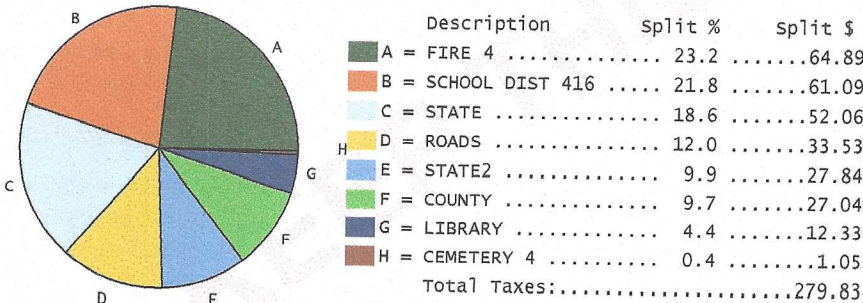 B
A
H
G
C
F
D
E
Description Split % Split $
A = FIRE 4 .............. 23.2 .......64.89
B = SCHOOL DIST 416 ..... 21.8 .......61.09
C = STATE ............... 18.6 .......52.06
D = ROADS ............... 12.0 .......33.53
E = STATE2 .............. 9.9 .......27.84
F = COUNTY .............. 9.7 .......27.04
G = LIBRARY ............. 4.4 .......12.33
H = CEMETERY 4 .......... 0.4 ........1.05
Total Taxes:.....................279.83